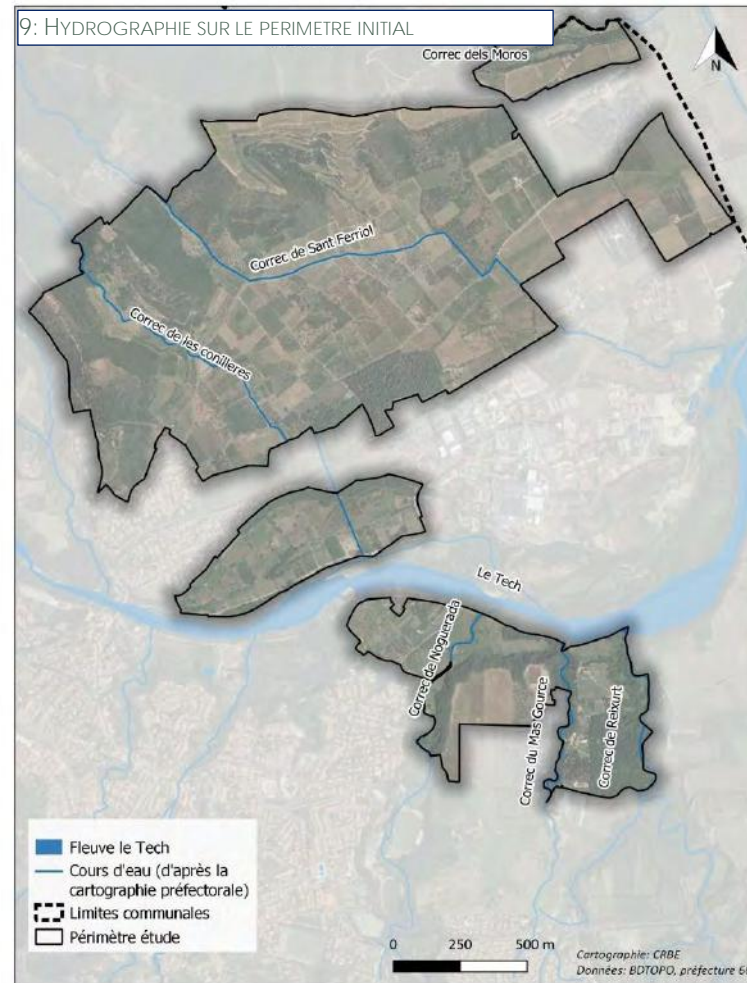 9: HYDROGRAPHIE SUR LE PERIMETRE INITIAL
Correc dels Moros
N
Correc de Sant Ferriol
Correc de les conilleres
Le Tech
Correc de Noguerada
Correc du Mas Gource
Correc de Reixurt
Fleuve le Tech
Cours d'eau (d'après la
cartographie préfectorale)
Limites communales
Périmètre étude
0 250 500 m
Cartographie: CRBE
Données: BDTOPO, préfecture